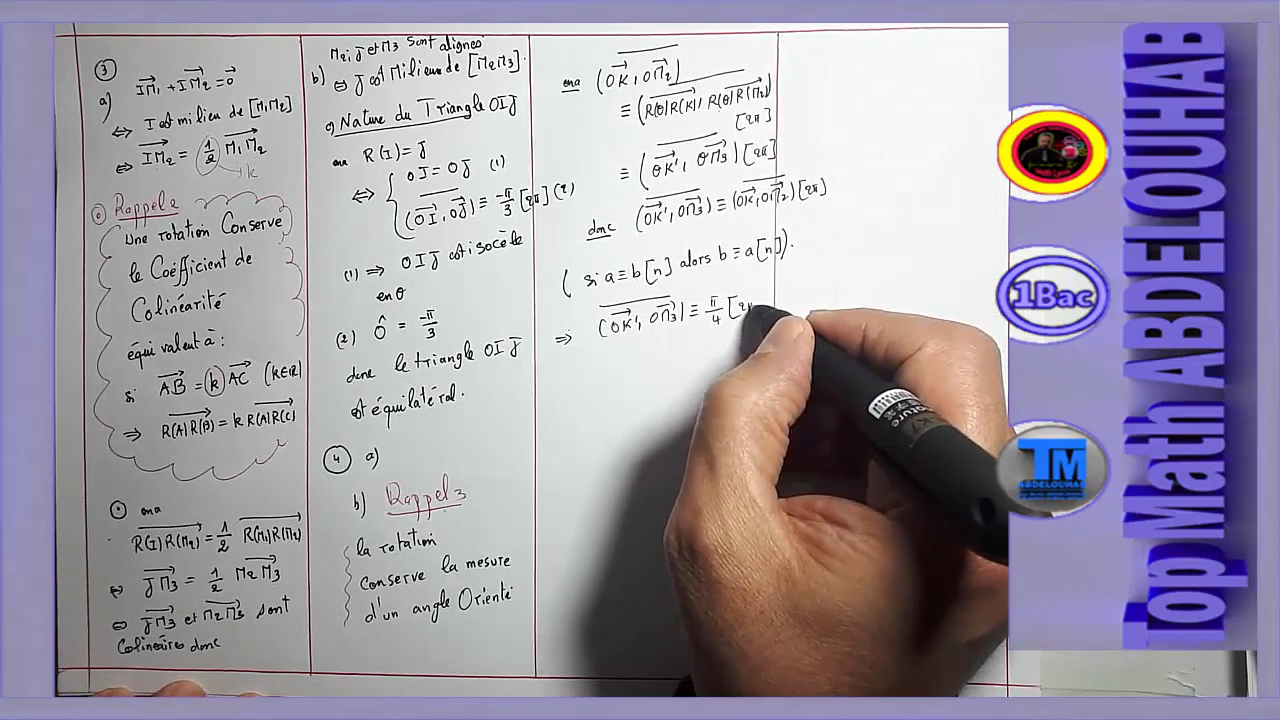 ③
a) IM₁ + IM₂ = 0
⇔ I est milieu de [M₁M₂]
⇔ IM₂ = 1/2 M₁M₂
k
Rappel 2
Une rotation Conserve
le Coéfficient de
Colinéarité
équivalent à :
si AB = k AC (k∈ℝ)
⇒ R(A)R(B) = k R(A)R(C)
ona
R(I)R(M₂) = 1/2 R(M₁)R(M₂)
⇔ JM₃ = 1/2 M₂M₃
⇔ JM₃ et M₂M₃ sont
Colinéaires donc
M₂, J et M₃ sont alignés
b) ⇔ J est Milieu de [M₂M₃].
c) Nature du Triangle OIJ
ona R(I) = J
⇔ { OI = OJ (1)
(OI, OJ) ≡ -π/3 [2π] (2)
(1) ⇒ OIJ est isocèle
en O
(2) Ô = -π/3
donc le triangle OIJ
est équilatéral.
④ a)
b) Rappel 3
la rotation
conserve la mesure
d'un angle Orienté
ona (OK, OM₂)
≡ (R(O)R(K), R(O)R(M₂))
[2π]
≡ (OK', OM₃) [2π]
donc (OK', OM₃) ≡ (OK, OM₂) [2π]
( si a ≡ b [n] alors b ≡ a [n] ).
⇒ (OK', OM₃) ≡ π/4 [2π
Top Math ABDELOUHAB
1Bac
TM
ABDELOUHAB